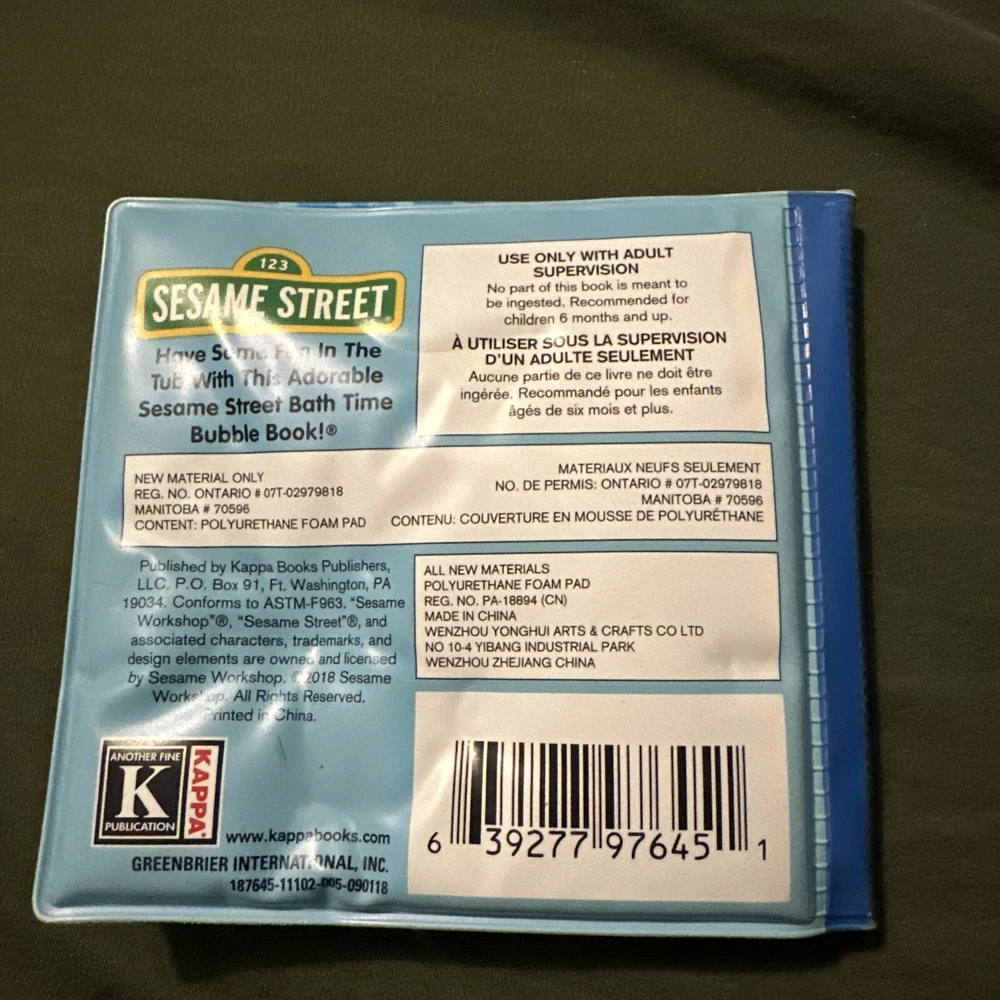 123
SESAME STREET
Have Some Fun In The
Tub With This Adorable
Sesame Street Bath Time
Bubble Book!®
USE ONLY WITH ADULT
SUPERVISION
No part of this book is meant to
be ingested. Recommended for
children 6 months and up.
À UTILISER SOUS LA SUPERVISION
D'UN ADULTE SEULEMENT
Aucune partie de ce livre ne doit être
ingérée. Recommandé pour les enfants
âgés de six mois et plus.
NEW MATERIAL ONLY
REG. NO. ONTARIO # 07T-02979818
MANITOBA # 70596
CONTENT: POLYURETHANE FOAM PAD
MATERIAUX NEUFS SEULEMENT
NO. DE PERMIS: ONTARIO # 07T-02979818
MANITOBA # 70596
CONTENU: COUVERTURE EN MOUSSE DE POLYURÉTHANE
Published by Kappa Books Publishers,
LLC. P.O. Box 91, Ft. Washington, PA
19034. Conforms to ASTM-F963. "Sesame
Workshop"®, "Sesame Street"®, and
associated characters, trademarks, and
design elements are owned and licensed
by Sesame Workshop. ©2018 Sesame
Workshop. All Rights Reserved.
Printed in China.
ALL NEW MATERIALS
POLYURETHANE FOAM PAD
REG. NO. PA-18894 (CN)
MADE IN CHINA
WENZHOU YONGHUI ARTS & CRAFTS CO LTD
NO 10-4 YIBANG INDUSTRIAL PARK
WENZHOU ZHEJIANG CHINA
ANOTHER FINE
K
PUBLICATION
KAPPA
www.kappabooks.com
GREENBRIER INTERNATIONAL, INC.
187645-11102-005-090118
6 39277 97645 1